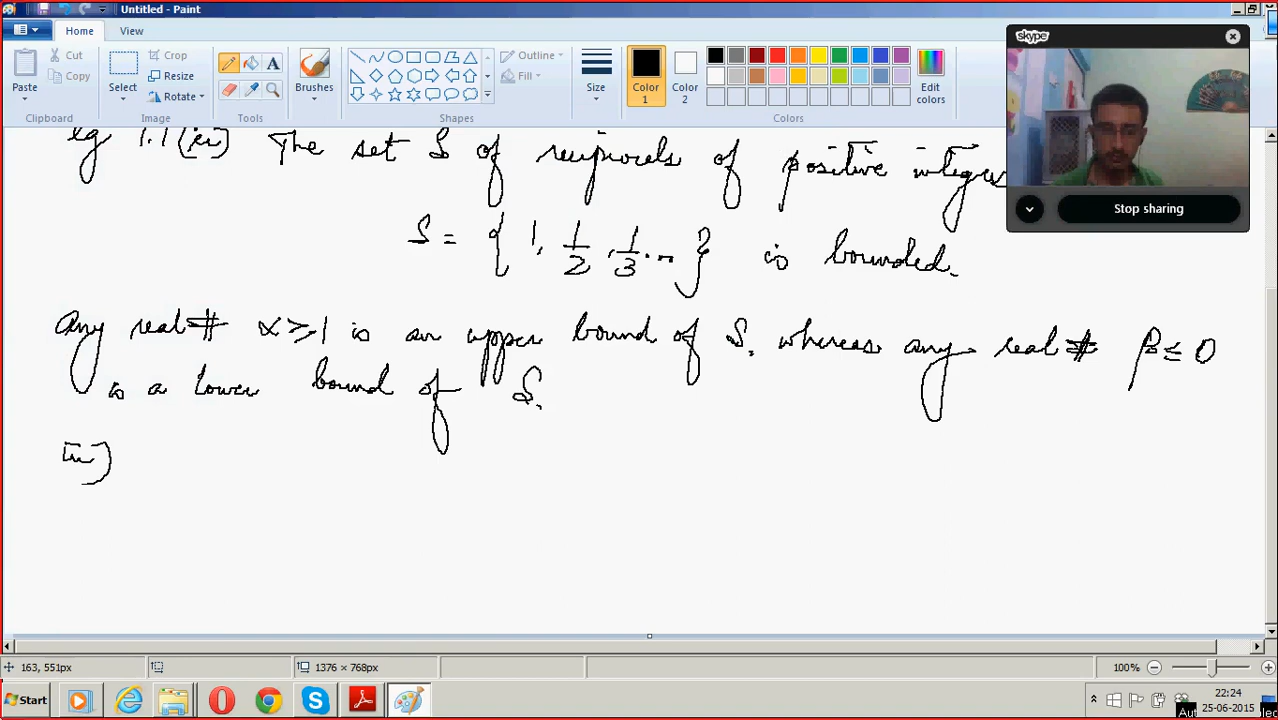 Untitled - Paint
Home View
Cut
Copy
Paste
Clipboard
Crop
Resize
Rotate
Select
Image
Tools
Brushes
Outline
Fill
Shapes
Size
Color 1
Color 2
Edit colors
Colors
skype
Stop sharing
eg 1.1 (iii) The set S of reciprocals of positive integers
S = { 1, 1/2, 1/3 ... } is bounded.
Any real # α ≥ 1 is an upper bound of S. whereas any real # β ≤ 0
is a lower bound of S.
163, 551px
1376 × 768px
100%
Start
22:24
25-06-2015